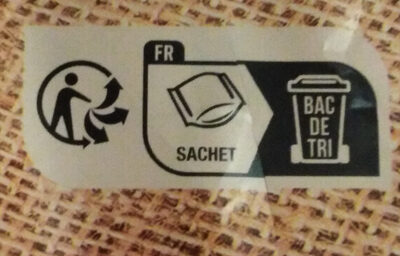 FR
SACHET
BAC
DE
TRI